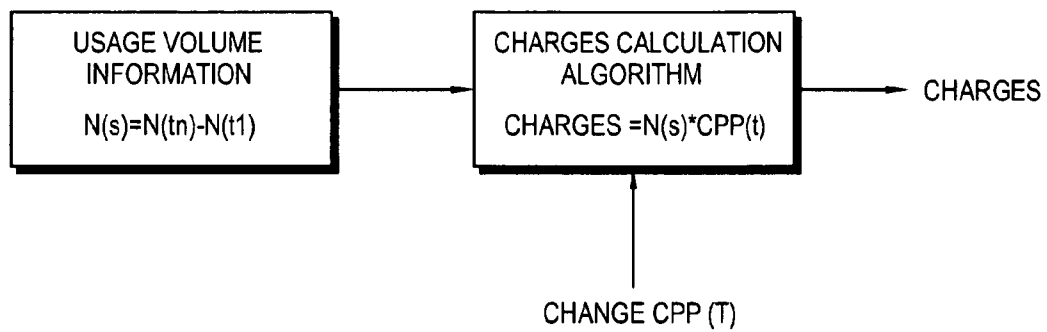 USAGE VOLUME
INFORMATION
N(s)=N(tn)-N(t1)
CHARGES CALCULATION
ALGORITHM
CHARGES =N(s)*CPP(t)
CHARGES
CHANGE CPP (T)